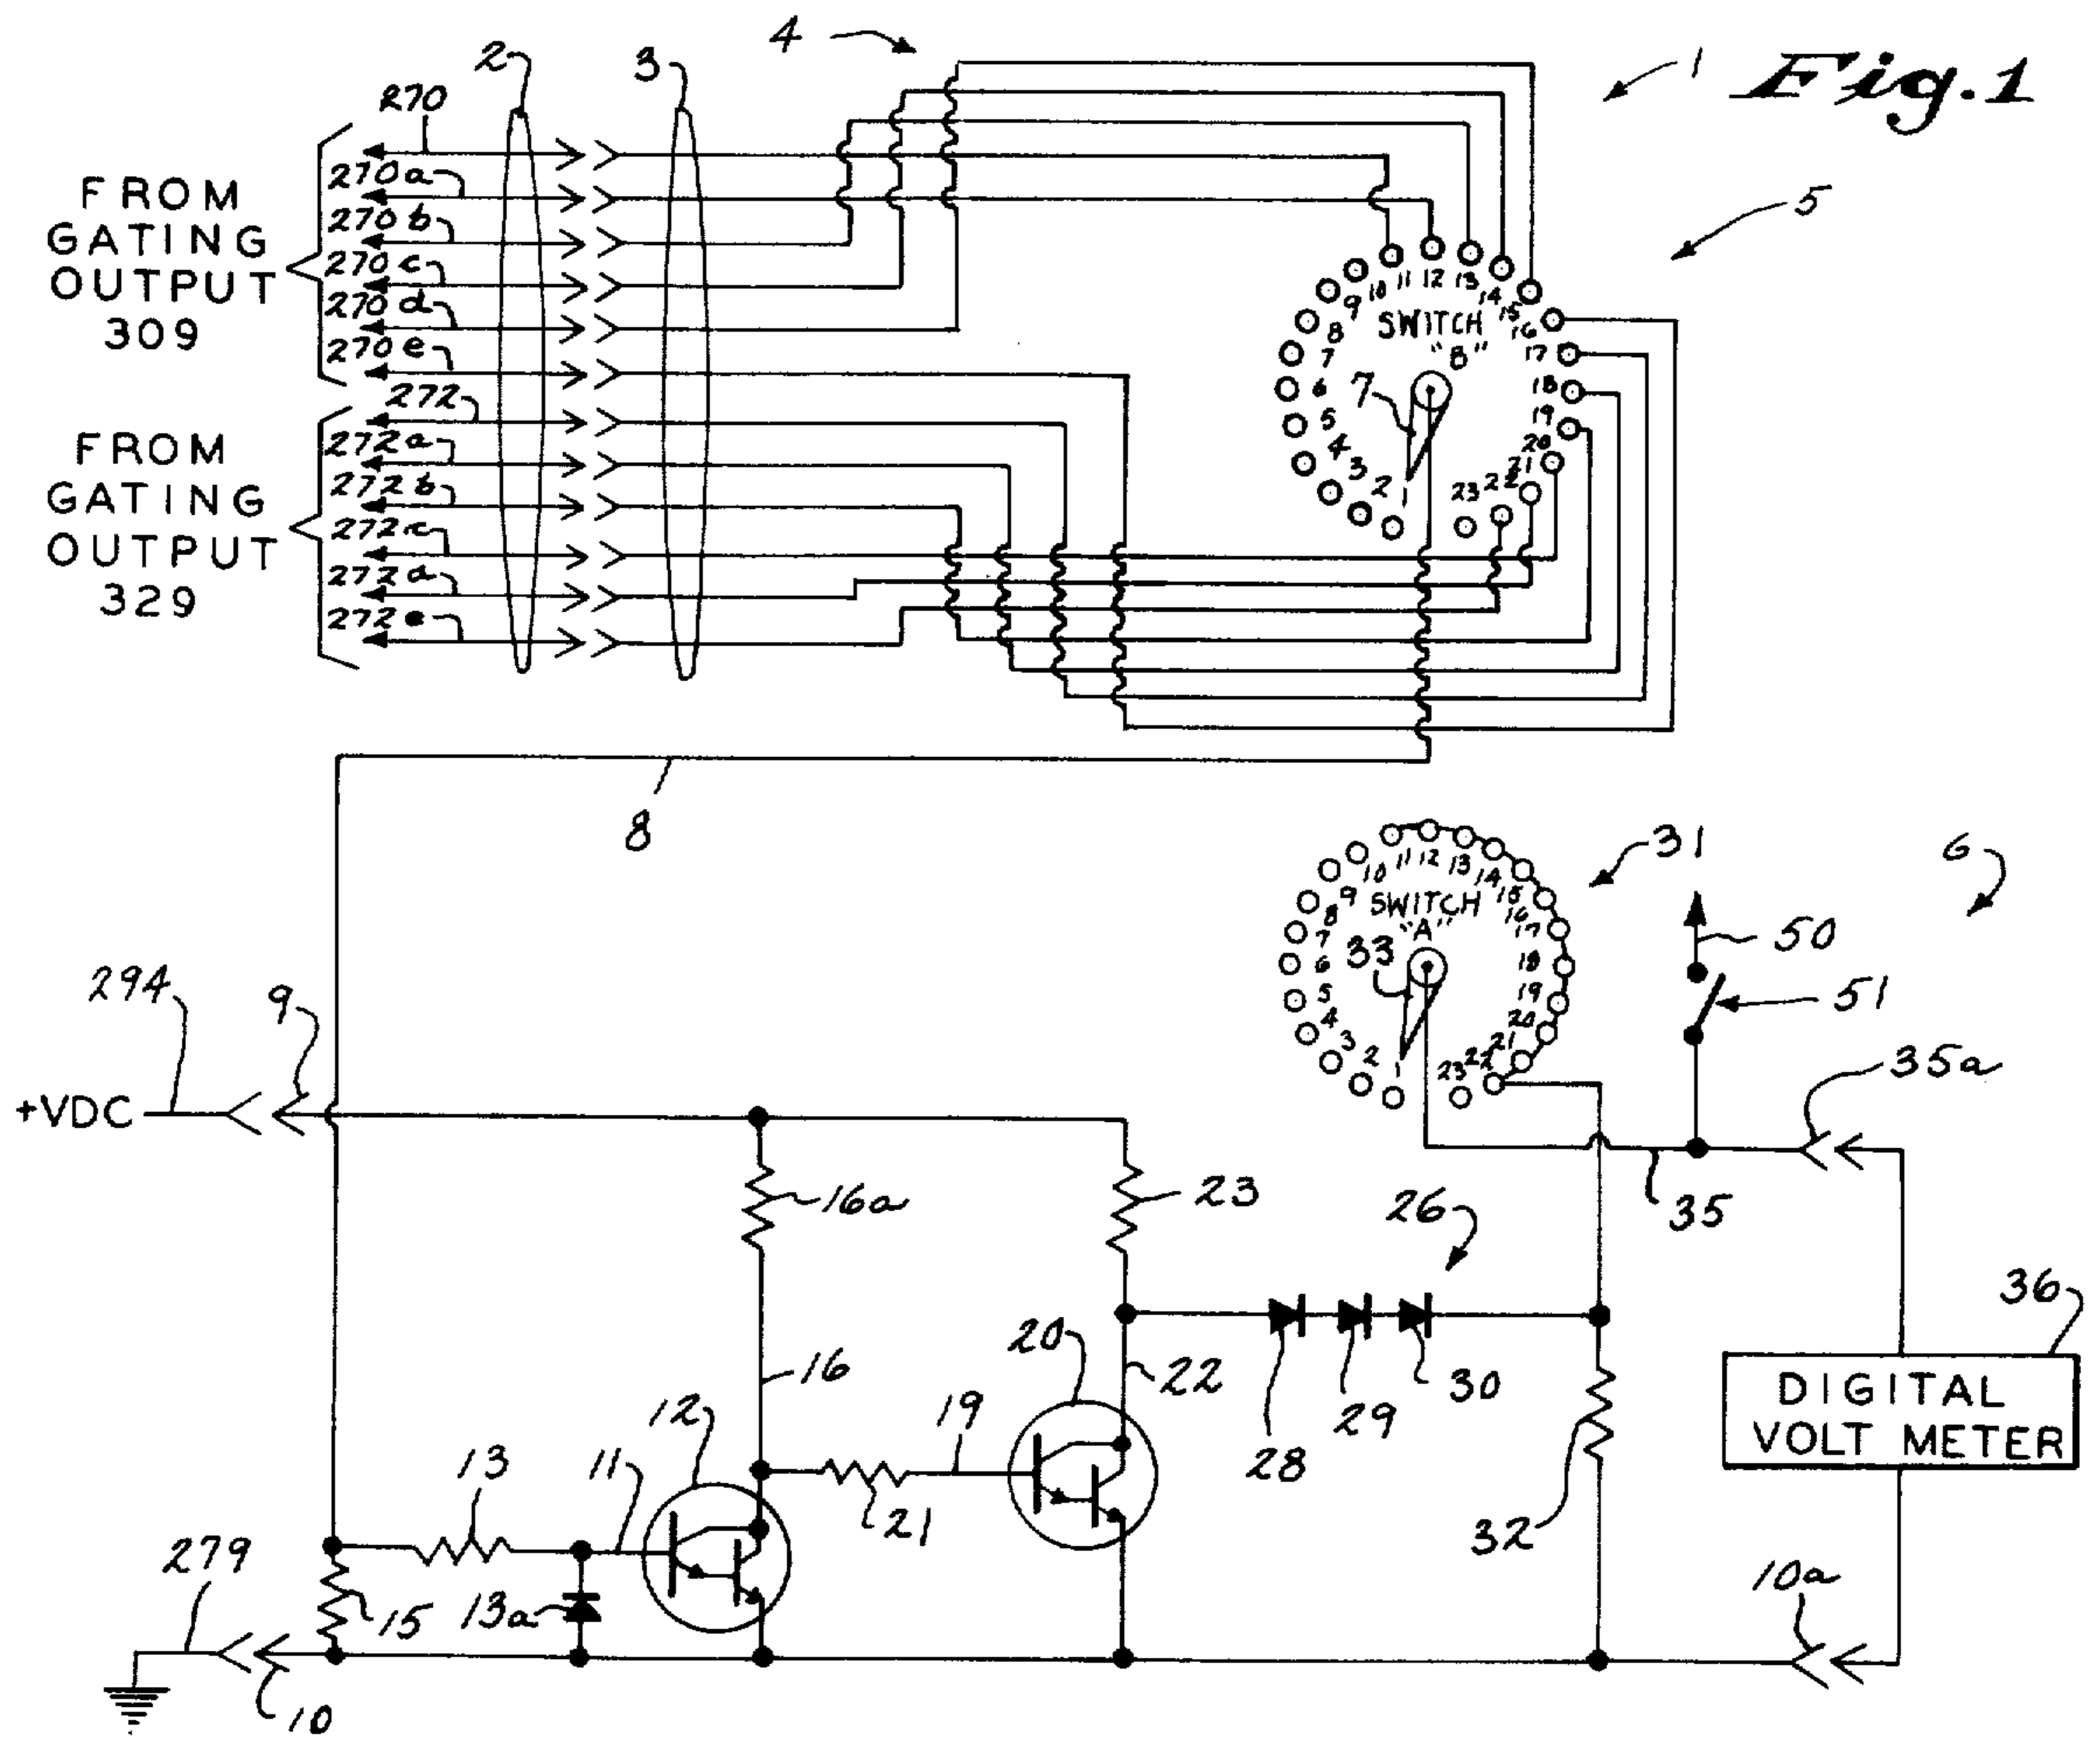 Fig.1
4
1
2
3
5
270
270a
270b
270c
270d
270e
272
272a
272b
272c
272d
272e
FROM
GATING
OUTPUT
309
FROM
GATING
OUTPUT
329
SWITCH
"B"
1 2 3 4 5 6 7 8 9 10 11 12 13 14 15 16 17 18 19 20 21 22 23
7
8
31
6
SWITCH
"A"
1 2 3 4 5 6 7 8 9 10 11 12 13 14 15 16 17 18 19 20 21 22 23
33
50
51
35a
35
294
9
+VDC
16a
23
26
36
16
20
22
28
29
30
DIGITAL
VOLT METER
12
19
13
11
21
32
279
15
13a
10a
10